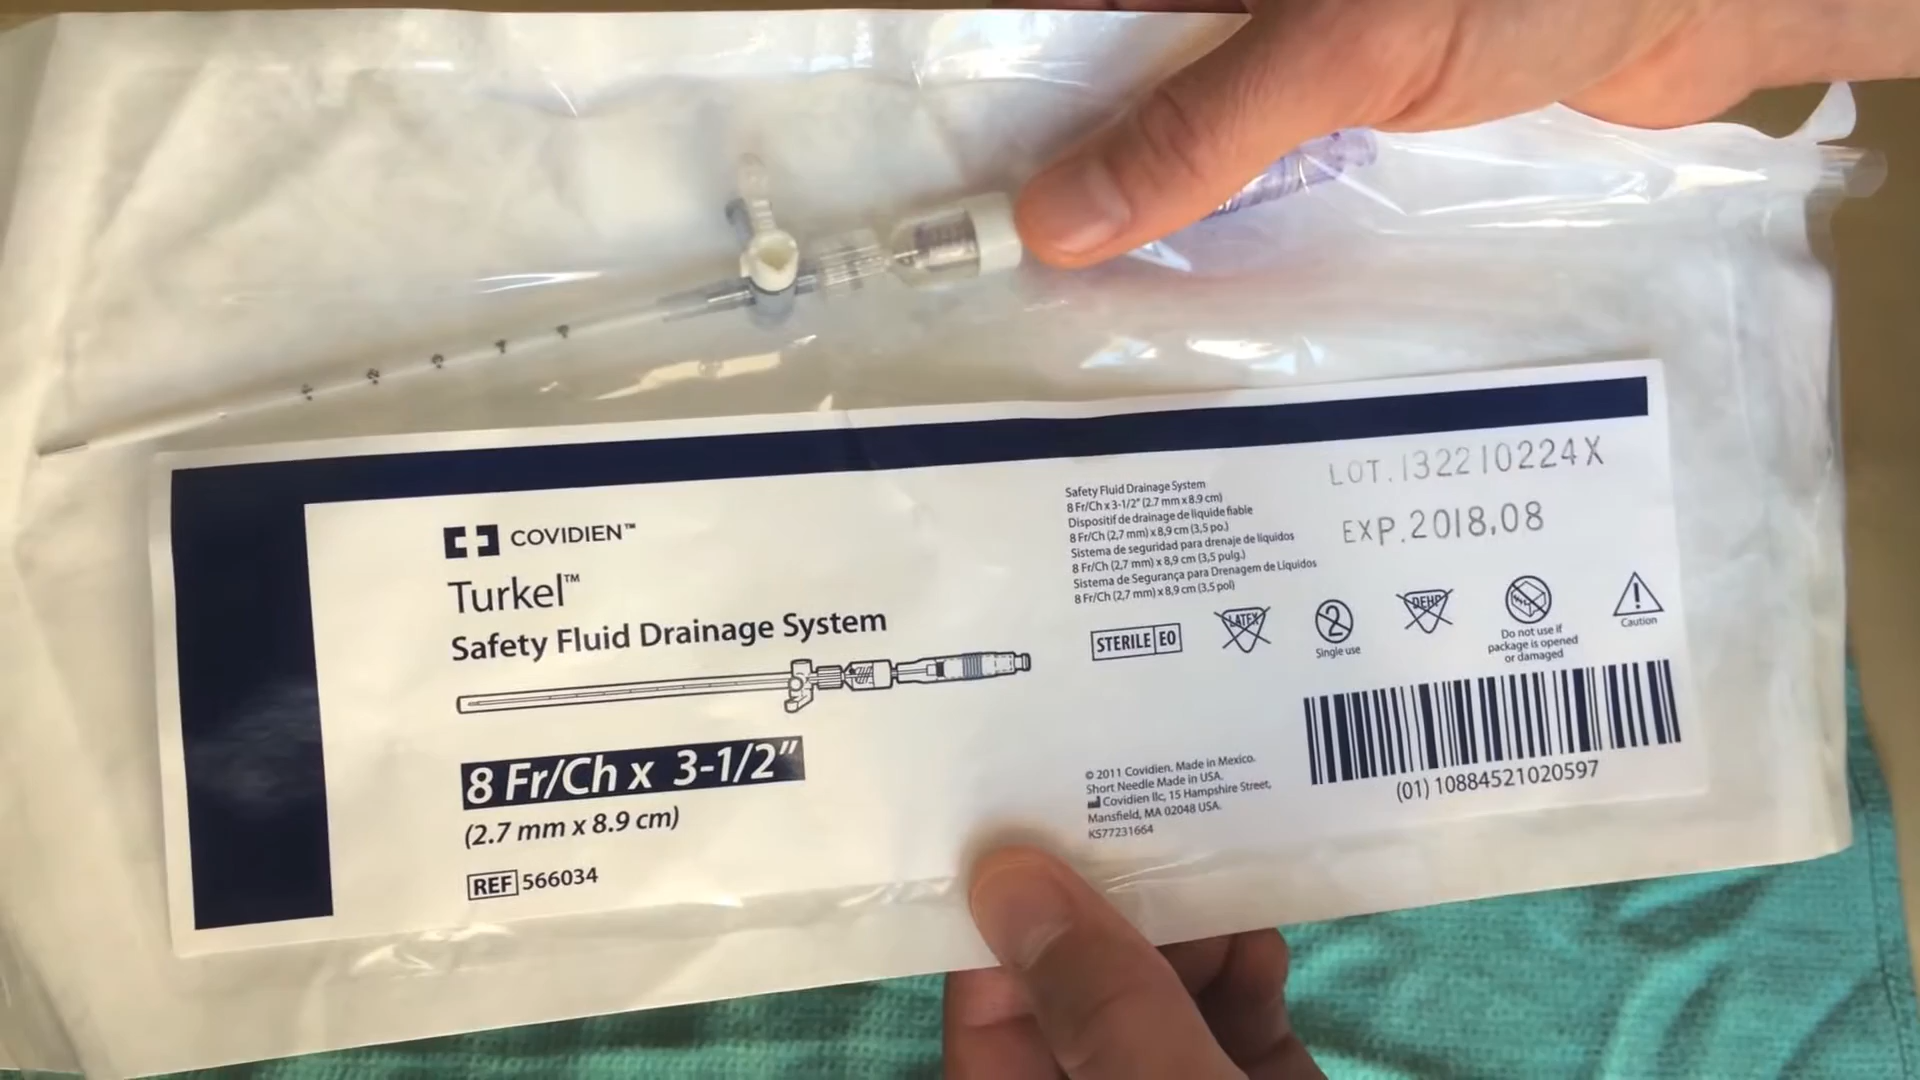 COVIDIEN™
Turkel™
Safety Fluid Drainage System
8 Fr/Ch x 3-1/2"
(2.7 mm x 8.9 cm)
REF 566034
Safety Fluid Drainage System
8 Fr/Ch x 3-1/2" (2.7 mm x 8.9 cm)
Dispositif de drainage de liquide fiable
8 Fr/Ch (2,7 mm) x 8,9 cm (3,5 po.)
Sistema de seguridad para drenaje de líquidos
8 Fr/Ch (2,7 mm) x 8,9 cm (3,5 pulg.)
Sistema de Segurança para Drenagem de Líquidos
8 Fr/Ch (2,7 mm) x 8,9 cm (3,5 pol)
LOT.132210224X
EXP.2018,08
STERILE EO
LATEX
2
Single use
DEHP
Do not use if
package is opened
or damaged
!
Caution
© 2011 Covidien. Made in Mexico.
Short Needle Made in USA.
Covidien llc, 15 Hampshire Street,
Mansfield, MA 02048 USA.
KS77231664
(01) 10884521020597